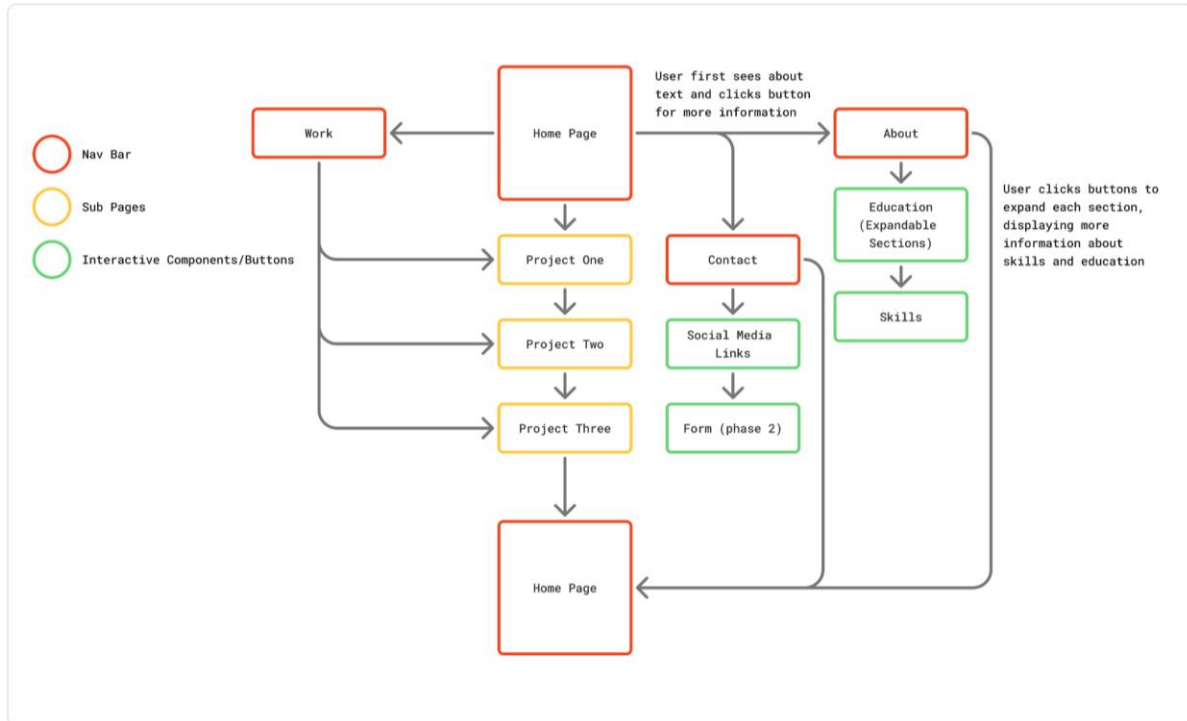 User first sees about
text and clicks button
for more information
Work
Home Page
About
Nav Bar
Sub Pages
Interactive Components/Buttons
Education
(Expandable
Sections)
User clicks buttons to
expand each section,
displaying more
information about
skills and education
Project One
Contact
Skills
Project Two
Social Media
Links
Project Three
Form (phase 2)
Home Page